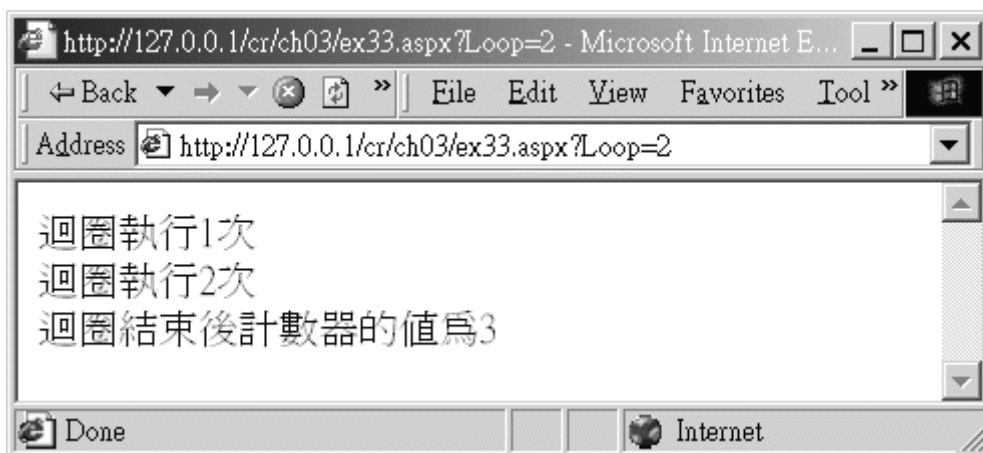 http://127.0.0.1/cr/ch03/ex33.aspx?Loop=2 - Microsoft Internet E...
Back » File Edit View Favorites Tool »
Address http://127.0.0.1/cr/ch03/ex33.aspx?Loop=2
迴圈執行1次
迴圈執行2次
迴圈結束後計數器的值爲3
Done Internet